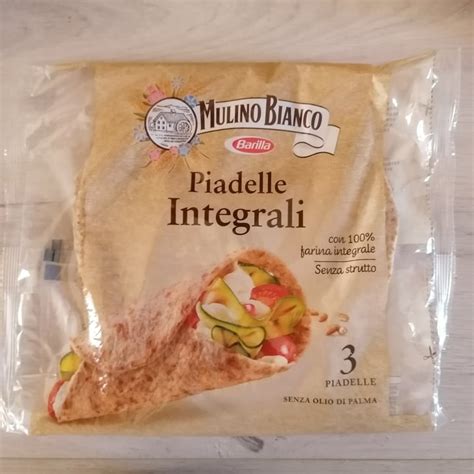 MULINO BIANCO
Barilla
Piadelle
Integrali
con 100%
farina integrale
Senza strutto
3
PIADELLE
SENZA OLIO DI PALMA